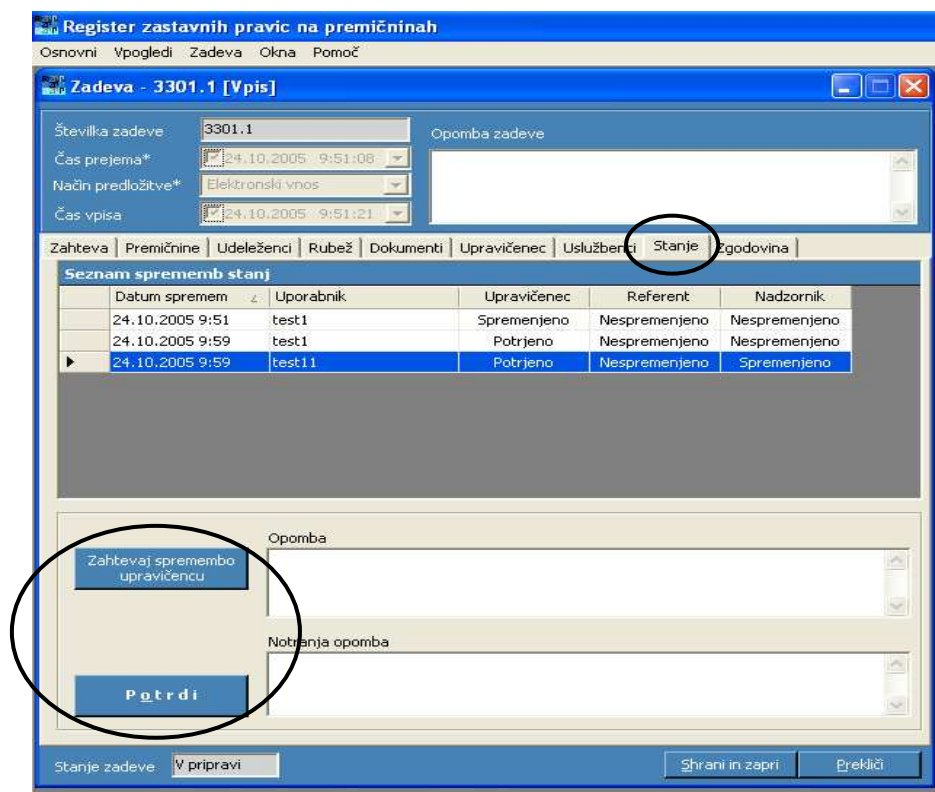 Register zastavnih pravic na premičninah
Osnovni Vpogledi Zadeva Okna Pomoč
Zadeva - 3301.1 [Vpis]
Številka zadeve 3301.1 Opomba zadeve
Čas prejema* 24.10.2005 9:51:08
Način predložitve* Elektronski vnos
Čas vpisa 24.10.2005 9:51:21
Zahteva Premičnine Udeleženci Rubež Dokumenti Upravičenec Uslužbenci Stanje Zgodovina
Seznam sprememb stanj
Datum spremem Uporabnik Upravičenec Referent Nadzornik
24.10.2005 9:51 test1 Spremenjeno Nespremenjeno Nespremenjeno
24.10.2005 9:59 test1 Potrjeno Nespremenjeno Nespremenjeno
24.10.2005 9:59 test11 Potrjeno Nespremenjeno Spremenjeno
Opomba
Zahtevaj spremembo
upravičencu
Notranja opomba
Potrdi
Stanje zadeve V pripravi Shrani in zapri Prekliči